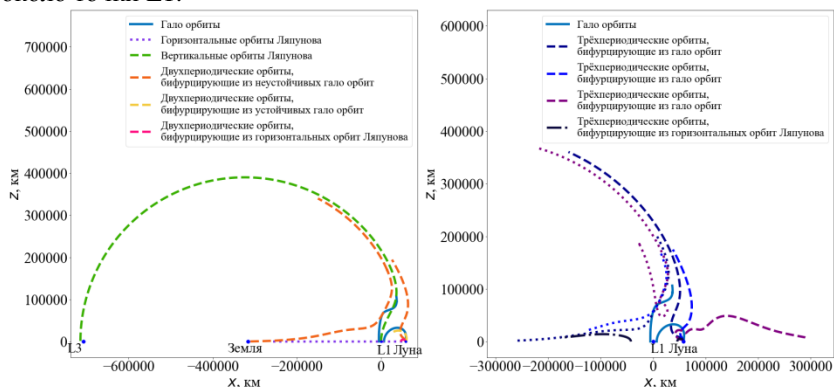 около точки L1.
Гало орбиты
Горизонтальные орбиты Ляпунова
Вертикальные орбиты Ляпунова
Двухпериодические орбиты,
бифурцирующие из неустойчивых гало орбит
Двухпериодические орбиты,
бифурцирующие из устойчивых гало орбит
Двухпериодические орбиты,
бифурцирующие из горизонтальных орбит Ляпунова
700000
600000
500000
400000
300000
200000
100000
0
z, км
L3
Земля
L1 Луна
−600000
−400000
−200000
0
x, км
Гало орбиты
Трёхпериодические орбиты,
бифурцирующие из гало орбит
Трёхпериодические орбиты,
бифурцирующие из гало орбит
Трёхпериодические орбиты,
бифурцирующие из гало орбит
Трёхпериодические орбиты,
бифурцирующие из горизонтальных орбит Ляпунова
600000
500000
400000
300000
200000
100000
0
z, км
L1 Луна
−300000
−200000
−100000
0
100000
200000
300000
x, км